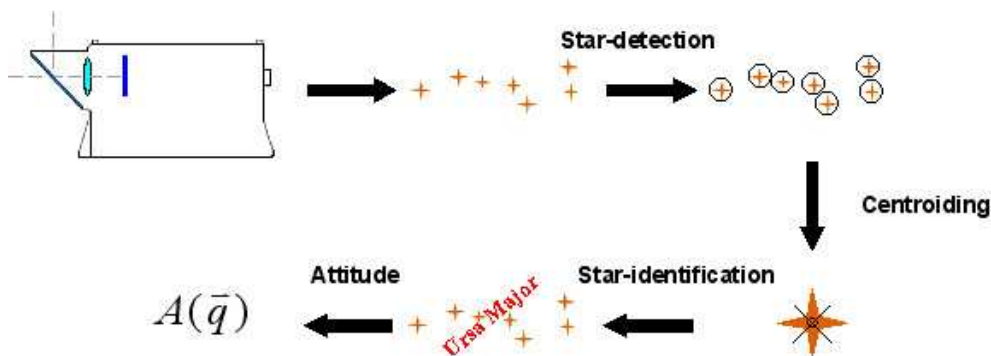 Star-detection
Centroiding
Attitude
Star-identification
A(q⃗)
Ursa Major